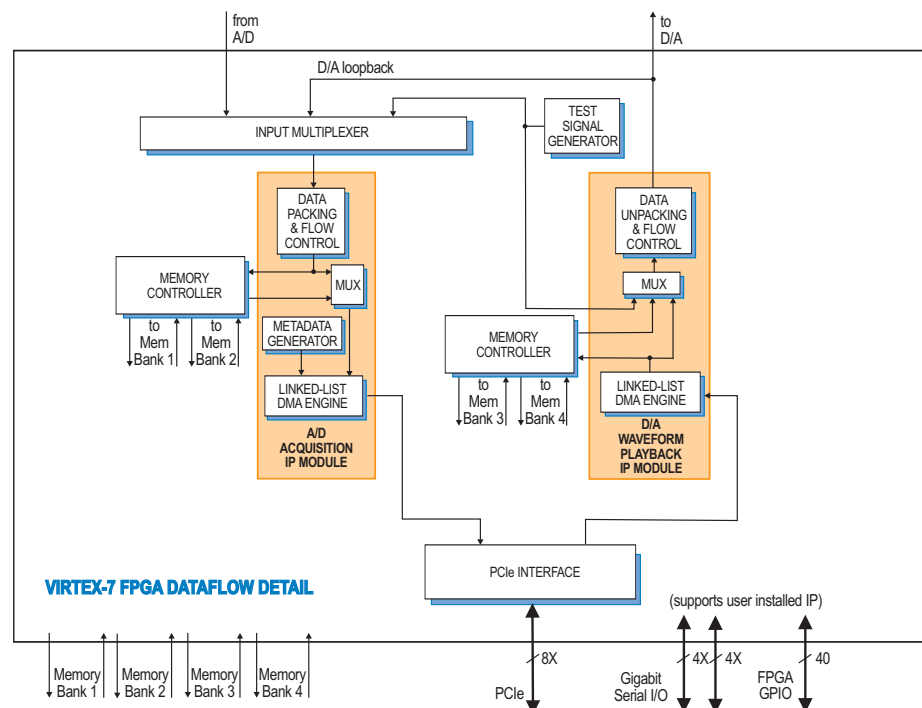 from
A/D
to
D/A
D/A loopback
INPUT MULTIPLEXER
TEST
SIGNAL
GENERATOR
DATA
PACKING
& FLOW
CONTROL
DATA
UNPACKING
& FLOW
CONTROL
MEMORY
CONTROLLER
MUX
MUX
to
Mem
Bank 1
to
Mem
Bank 2
METADATA
GENERATOR
MEMORY
CONTROLLER
LINKED-LIST
DMA ENGINE
LINKED-LIST
DMA ENGINE
to
Mem
Bank 3
to
Mem
Bank 4
A/D
ACQUISITION
IP MODULE
D/A
WAVEFORM
PLAYBACK
IP MODULE
PCIe INTERFACE
VIRTEX-7 FPGA DATAFLOW DETAIL
(supports user installed IP)
Memory
Bank 1
Memory
Bank 2
Memory
Bank 3
Memory
Bank 4
8X
PCIe
4X
4X
Gigabit
Serial I/O
40
FPGA
GPIO